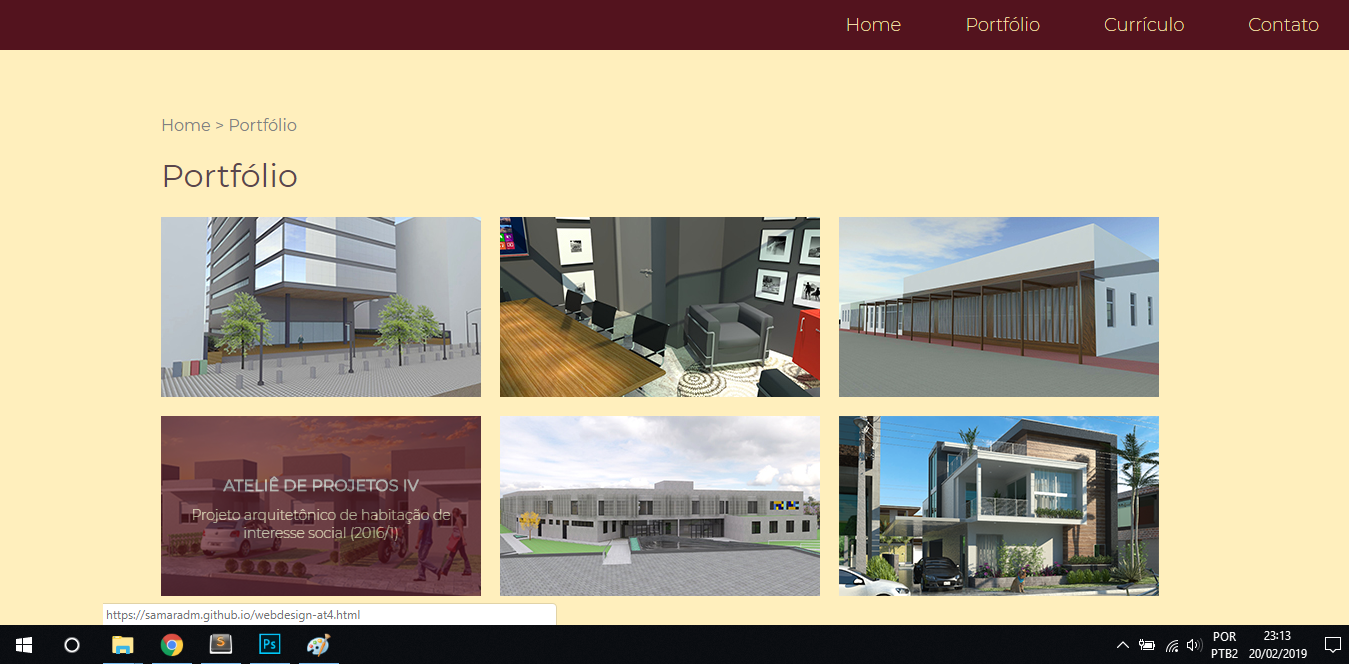 Home Portfólio Currículo Contato
Home > Portfólio
Portfólio
ATELIÊ DE PROJETOS IV
Projeto arquitetônico de habitação de
interesse social (2016/1)
https://samaradm.github.io/webdesign-at4.html
S
Ps
POR
PTB2
23:13
20/02/2019